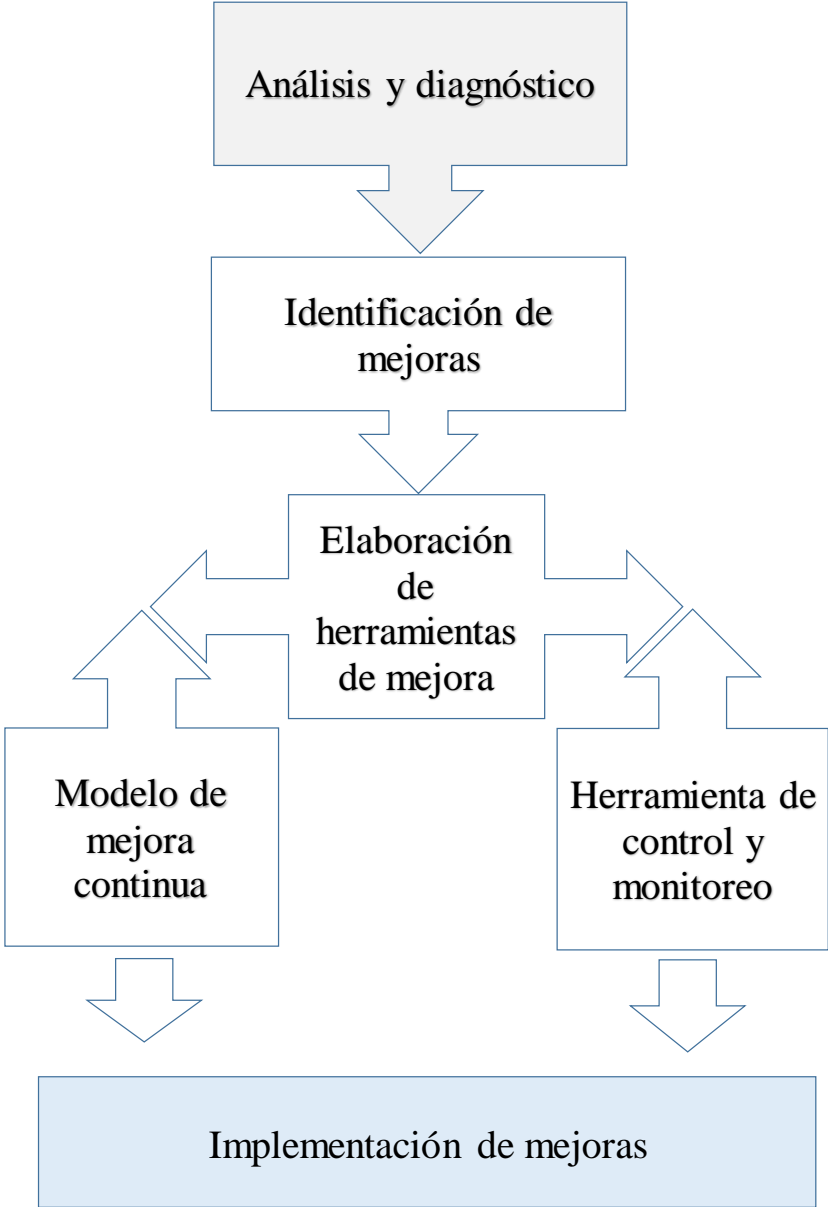 Análisis y diagnóstico
Identificación de
mejoras
Elaboración
de
herramientas
de mejora
Modelo de
mejora
continua
Herramienta de
control y
monitoreo
Implementación de mejoras